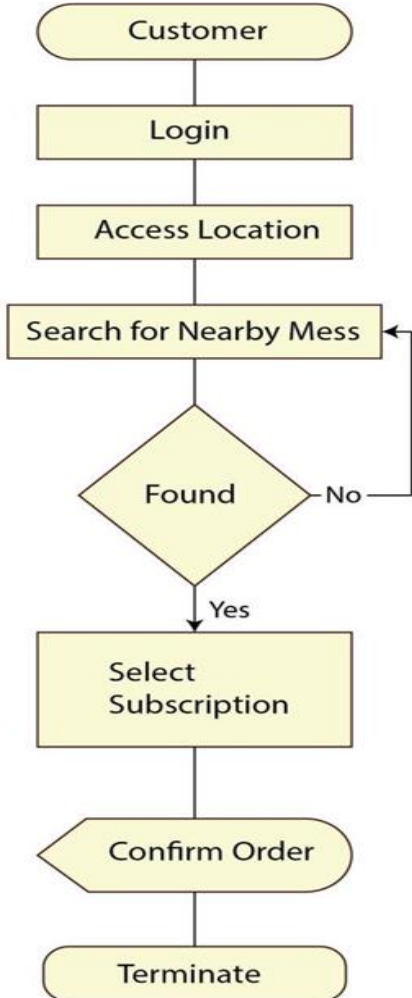 Customer
Login
Access Location
Search for Nearby Mess
Found
No
Yes
Select
Subscription
Confirm Order
Terminate